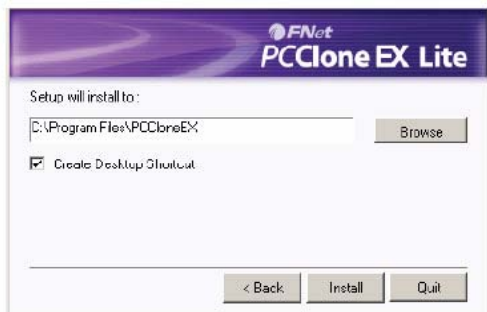 FNet
PCClone EX Lite
Setup will install to :
C:\Program Files\PCCloneEX
Browse
Create Desktop Shortcut
< Back
Install
Quit